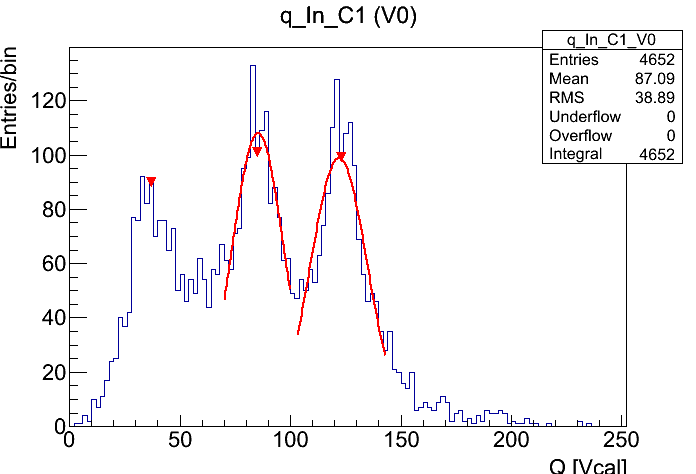 q_In_C1 (V0)
q_In_C1_V0
Entries 4652
Mean 87.09
RMS 38.89
Underflow 0
Overflow 0
Integral 4652
Entries/bin
120
100
80
60
40
20
0
0 50 100 150 200 250
Q [Vcal]